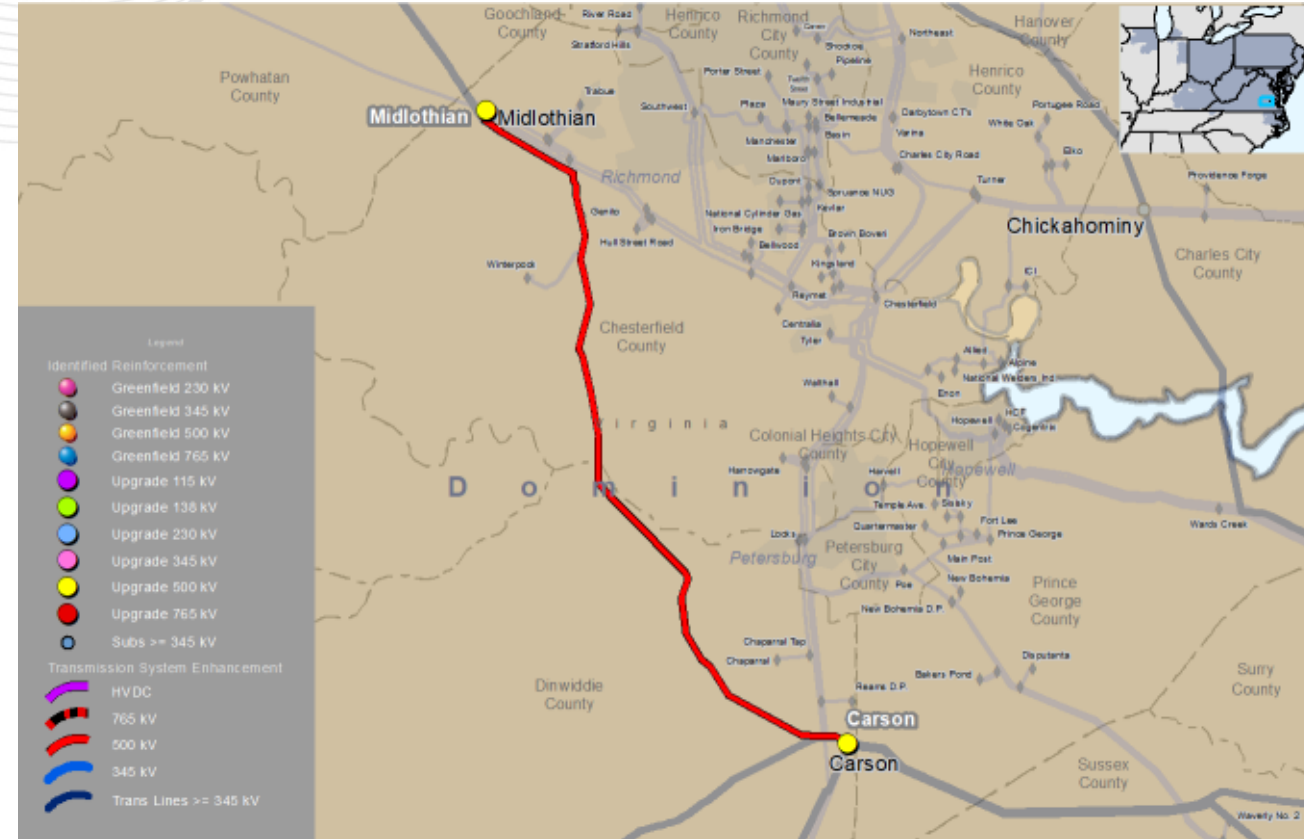 Goochland
County
River Road
Henrico
County
Richmond
City
County
Hanover
County
Stratford Hills
Northeast
Shockoe
Pipeline
Powhatan
County
Porter Street
Twelfth
Street
Henrico
County
Trabue
Southwest
Plaza
Maury Street Industrial
Bellemeade
Basin
Darbytown CT's
Portugee Road
Midlothian
Midlothian
Manchester
Varina
White Oak
Marlboro
Charles City Road
Elko
Richmond
Dupont
Spruance NUG
Turner
Providence Forge
Genito
National Cylinder Gas
Kevlar
Iron Bridge
Brown Boveri
Chickahominy
Hull Street Road
Bellwood
Winterpock
Kingsland
Charles City
County
ICI
Reymet
Chesterfield
Chesterfield
County
Centralia
Tyler
Allied
Alpine
National Welders Ind.
Walthall
Enon
HCF
Cogentrix
Hopewell
Virginia
Colonial Heights City
County
Hopewell
City
County
Hopewell
Harrowgate
Harvell
Dominion
Temple Ave.
Sisisky
Fort Lee
Quartermaster
Prince George
Wards Creek
Locks
Petersburg
Petersburg
City
County
Main Post
Poe
New Bohemia
Prince
George
County
New Bohemia D.P.
Chaparral Tap
Chaparral
Disputanta
Bakers Pond
Surry
County
Dinwiddie
County
Reams D.P.
Carson
Carson
Sussex
County
Waverly No. 2
Legend
Identified Reinforcement
Greenfield 230 kV
Greenfield 345 kV
Greenfield 500 kV
Greenfield 765 kV
Upgrade 115 kV
Upgrade 138 kV
Upgrade 230 kV
Upgrade 345 kV
Upgrade 500 kV
Upgrade 765 kV
Subs >= 345 kV
Transmission System Enhancement
HVDC
765 kV
500 kV
345 kV
Trans Lines >= 345 kV